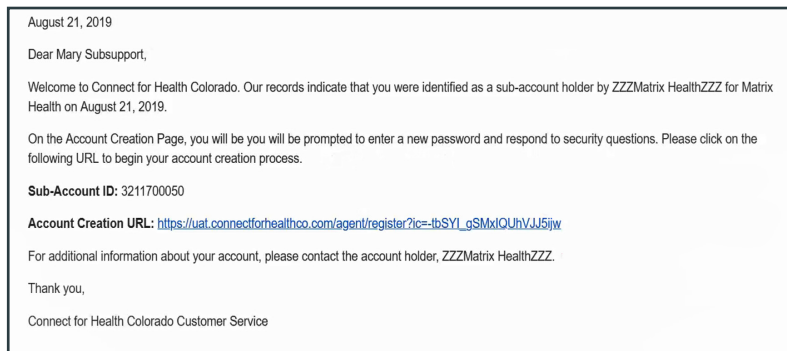 August 21, 2019
Dear Mary Subsupport,
Welcome to Connect for Health Colorado. Our records indicate that you were identified as a sub-account holder by ZZZMatrix HealthZZZ for Matrix
Health on August 21, 2019.
On the Account Creation Page, you will be you will be prompted to enter a new password and respond to security questions. Please click on the
following URL to begin your account creation process.
Sub-Account ID: 3211700050
Account Creation URL: https://uat.connectforhealthco.com/agent/register?ic=-tbSYI_gSMxIQUhVJJ5ijw
For additional information about your account, please contact the account holder, ZZZMatrix HealthZZZ.
Thank you,
Connect for Health Colorado Customer Service